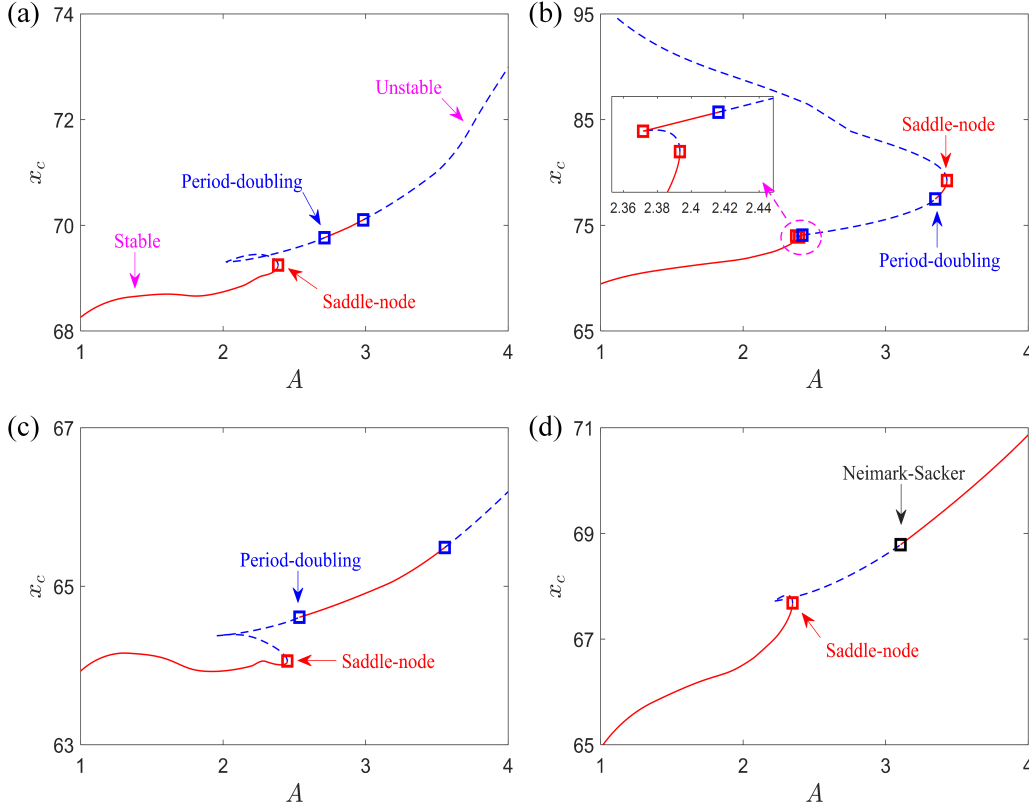 (a)
74
72
70
68
1
2
3
4
x_c
A
Unstable
Period-doubling
Stable
Saddle-node
(b)
95
85
75
65
1
2
3
4
x_c
A
2.36
2.38
2.4
2.42
2.44
Saddle-node
Period-doubling
(c)
67
65
63
1
2
3
4
x_c
A
Period-doubling
Saddle-node
(d)
71
69
67
65
1
2
3
4
x_c
A
Neimark-Sacker
Saddle-node